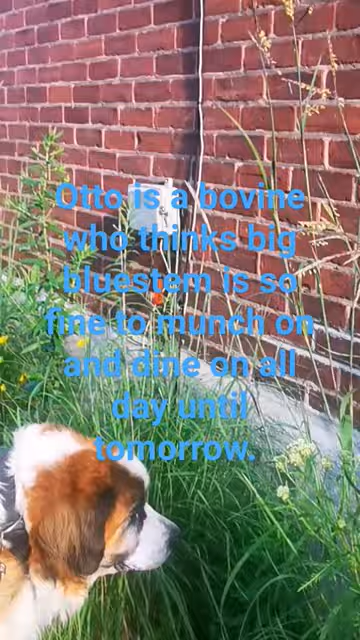 Otto is a bovine
who thinks big
bluestem is so
fine to munch on
and dine on all
day until
tomorrow.